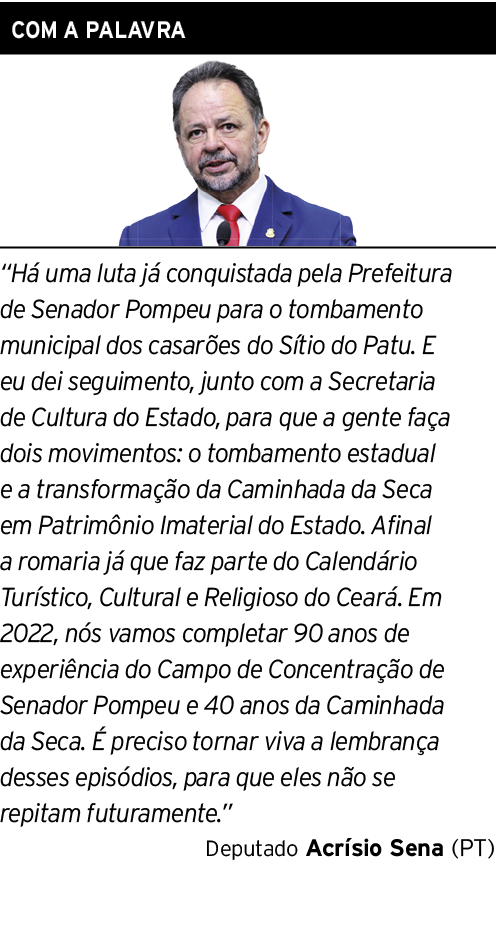 COM A PALAVRA
“Há uma luta já conquistada pela Prefeitura
de Senador Pompeu para o tombamento
municipal dos casarões do Sítio do Patu. E
eu dei seguimento, junto com a Secretaria
de Cultura do Estado, para que a gente faça
dois movimentos: o tombamento estadual
e a transformação da Caminhada da Seca
em Patrimônio Imaterial do Estado. Afinal
a romaria já que faz parte do Calendário
Turístico, Cultural e Religioso do Ceará. Em
2022, nós vamos completar 90 anos de
experiência do Campo de Concentração de
Senador Pompeu e 40 anos da Caminhada
da Seca. É preciso tornar viva a lembrança
desses episódios, para que eles não se
repitam futuramente.”
Deputado Acrísio Sena (PT)